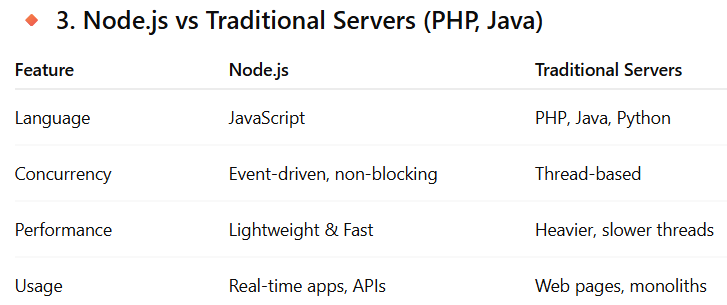 3. Node.js vs Traditional Servers (PHP, Java)
Feature Node.js Traditional Servers
Language JavaScript PHP, Java, Python
Concurrency Event-driven, non-blocking Thread-based
Performance Lightweight & Fast Heavier, slower threads
Usage Real-time apps, APIs Web pages, monoliths